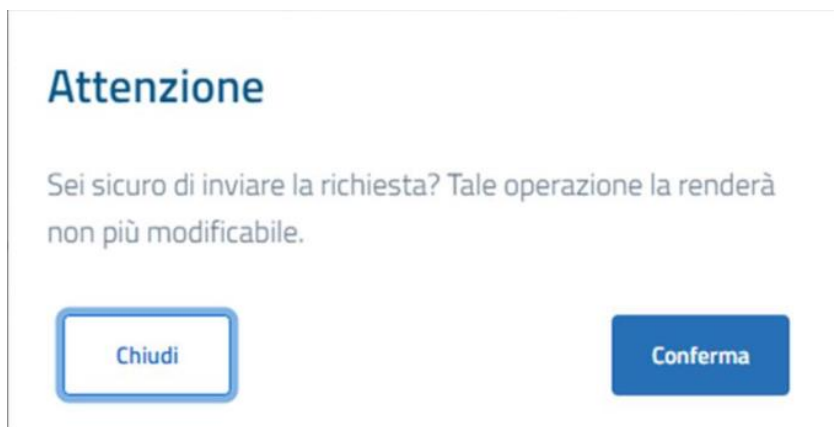 Attenzione
Sei sicuro di inviare la richiesta? Tale operazione la renderà
non più modificabile.
Chiudi
Conferma